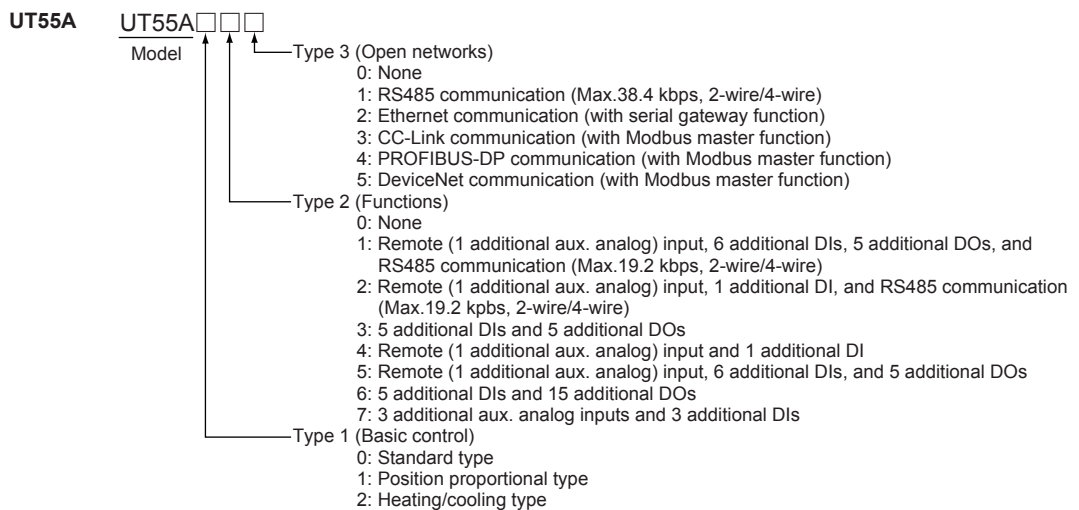 UT55A UT55A□□□
Model
Type 3 (Open networks)
0: None
1: RS485 communication (Max.38.4 kbps, 2-wire/4-wire)
2: Ethernet communication (with serial gateway function)
3: CC-Link communication (with Modbus master function)
4: PROFIBUS-DP communication (with Modbus master function)
5: DeviceNet communication (with Modbus master function)
Type 2 (Functions)
0: None
1: Remote (1 additional aux. analog) input, 6 additional DIs, 5 additional DOs, and
RS485 communication (Max.19.2 kbps, 2-wire/4-wire)
2: Remote (1 additional aux. analog) input, 1 additional DI, and RS485 communication
(Max.19.2 kpbs, 2-wire/4-wire)
3: 5 additional DIs and 5 additional DOs
4: Remote (1 additional aux. analog) input and 1 additional DI
5: Remote (1 additional aux. analog) input, 6 additional DIs, and 5 additional DOs
6: 5 additional DIs and 15 additional DOs
7: 3 additional aux. analog inputs and 3 additional DIs
Type 1 (Basic control)
0: Standard type
1: Position proportional type
2: Heating/cooling type